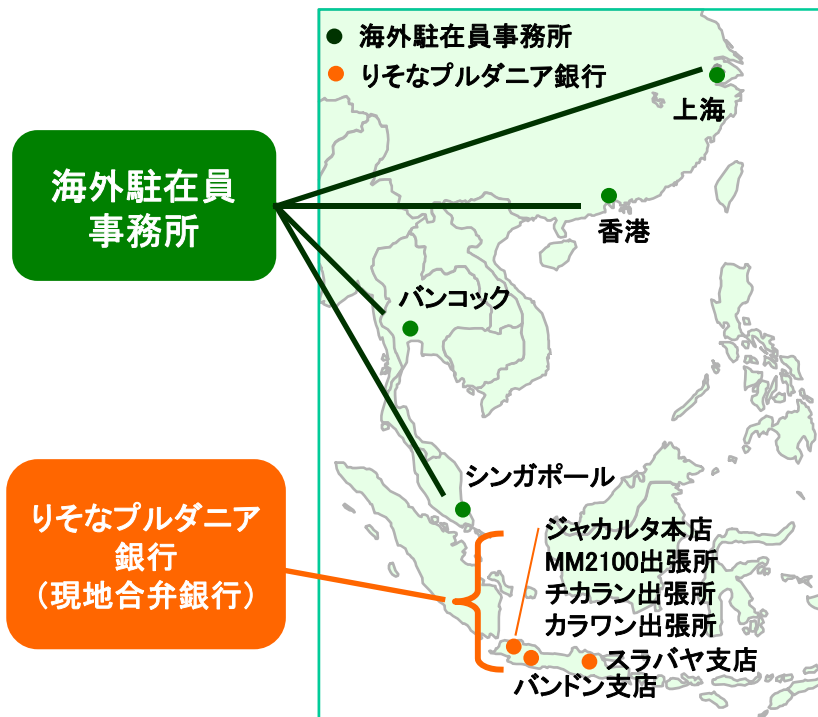 海外駐在員事務所
りそなプルダニア銀行
上海
海外駐在員
事務所
香港
バンコック
シンガポール
りそなプルダニア
銀行
（現地合弁銀行）
ジャカルタ本店
MM2100出張所
チカラン出張所
カラワン出張所
スラバヤ支店
バンドン支店